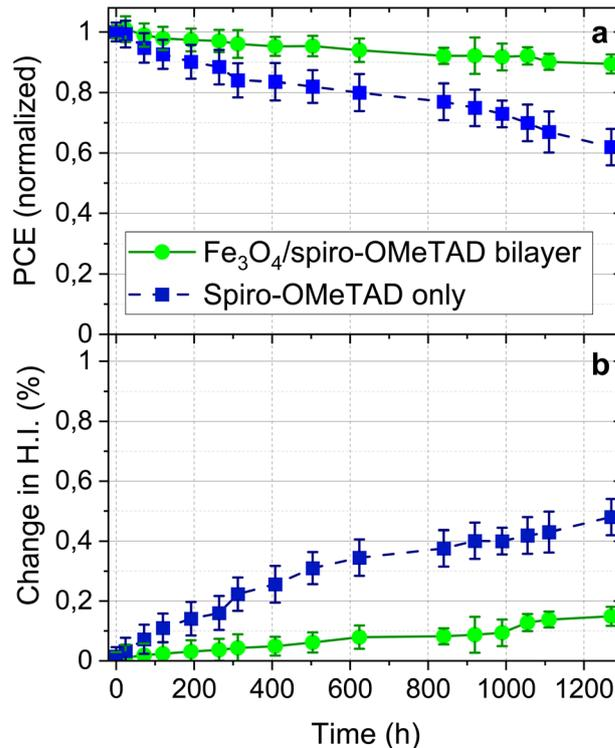 a
PCE (normalized)
1
0,8
0,6
0,4
0,2
0
Fe₃O₄/spiro-OMeTAD bilayer
Spiro-OMeTAD only
b
Change in H.I. (%)
1
0,8
0,6
0,4
0,2
0
0 200 400 600 800 1000 1200
Time (h)